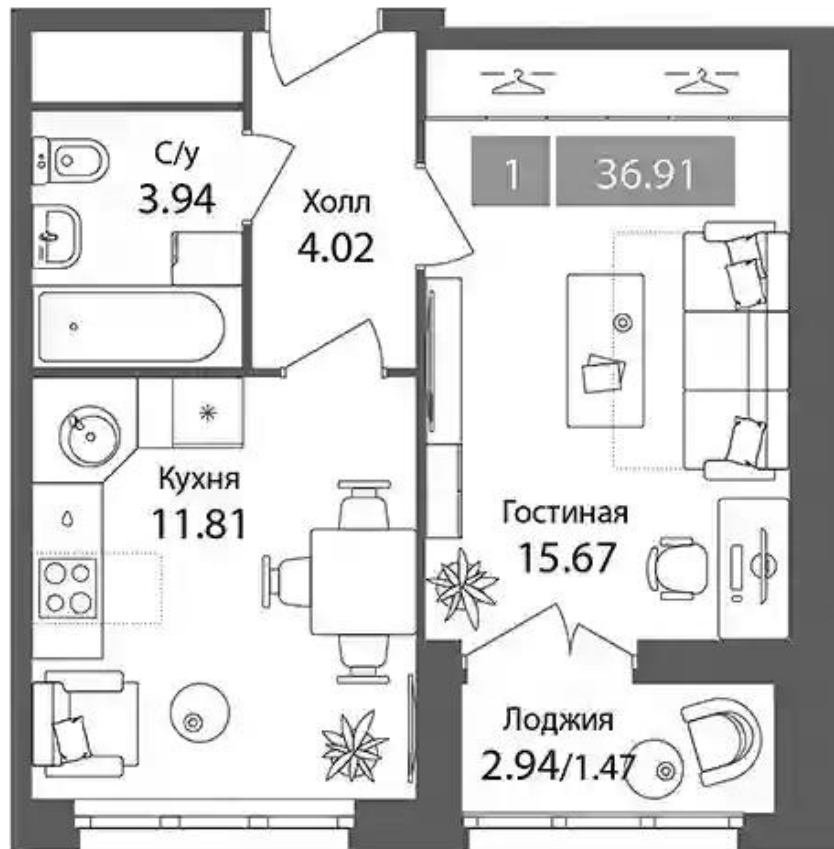 С/у
3.94
Холл
4.02
1
36.91
Кухня
11.81
Гостиная
15.67
Лоджия
2.94/1.47